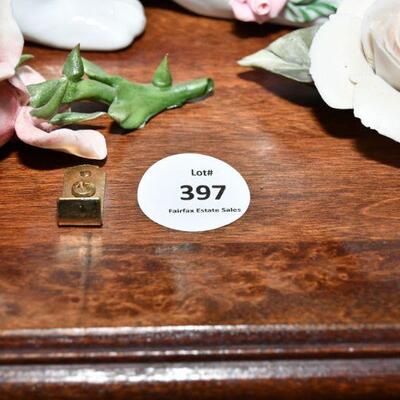 Lot#
397
Fairfax Estate Sales